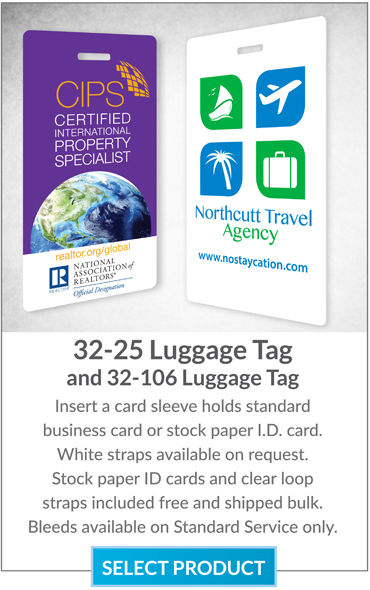 CIPS
CERTIFIED
INTERNATIONAL
PROPERTY
SPECIALIST
realtor.org/global
R
REALTOR
NATIONAL
ASSOCIATION of
REALTORS®
Official Designation
Northcutt Travel
Agency
www.nostaycation.com
32-25 Luggage Tag
and 32-106 Luggage Tag
Insert a card sleeve holds standard
business card or stock paper I.D. card.
White straps available on request.
Stock paper ID cards and clear loop
straps included free and shipped bulk.
Bleeds available on Standard Service only.
SELECT PRODUCT